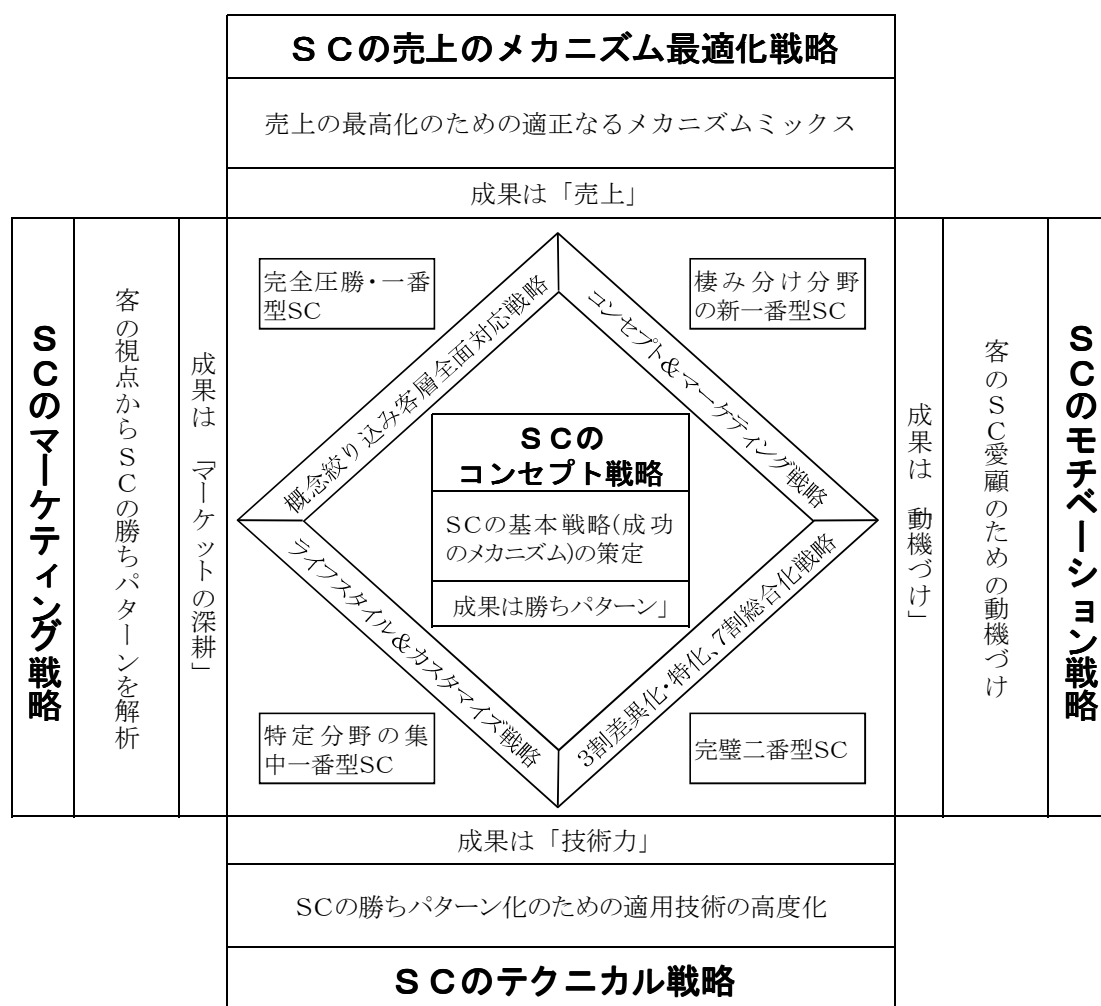 SCの売上のメカニズム最適化戦略
売上の最高化のための適正なるメカニズムミックス
成果は「売上」
SCのマーケティング戦略
客の視点からSCの勝ちパターンを解析
成果は「マーケットの深耕」
完全圧勝・一番
型SC
棲み分け分野
の新一番型SC
概念絞り込み客層全面対応戦略
コンセプト&マーケティング戦略
SCの
コンセプト戦略
SCの基本戦略(成功
のメカニズム)の策定
成果は勝ちパターン」
ライフスタイル&カスタマイズ戦略
3割差異化・特化、7割総合化戦略
特定分野の集
中一番型SC
完璧二番型SC
成果は 動機づけ」
客のSC愛顧のための動機づけ
SCのモチベーション戦略
成果は「技術力」
SCの勝ちパターン化のための適用技術の高度化
SCのテクニカル戦略